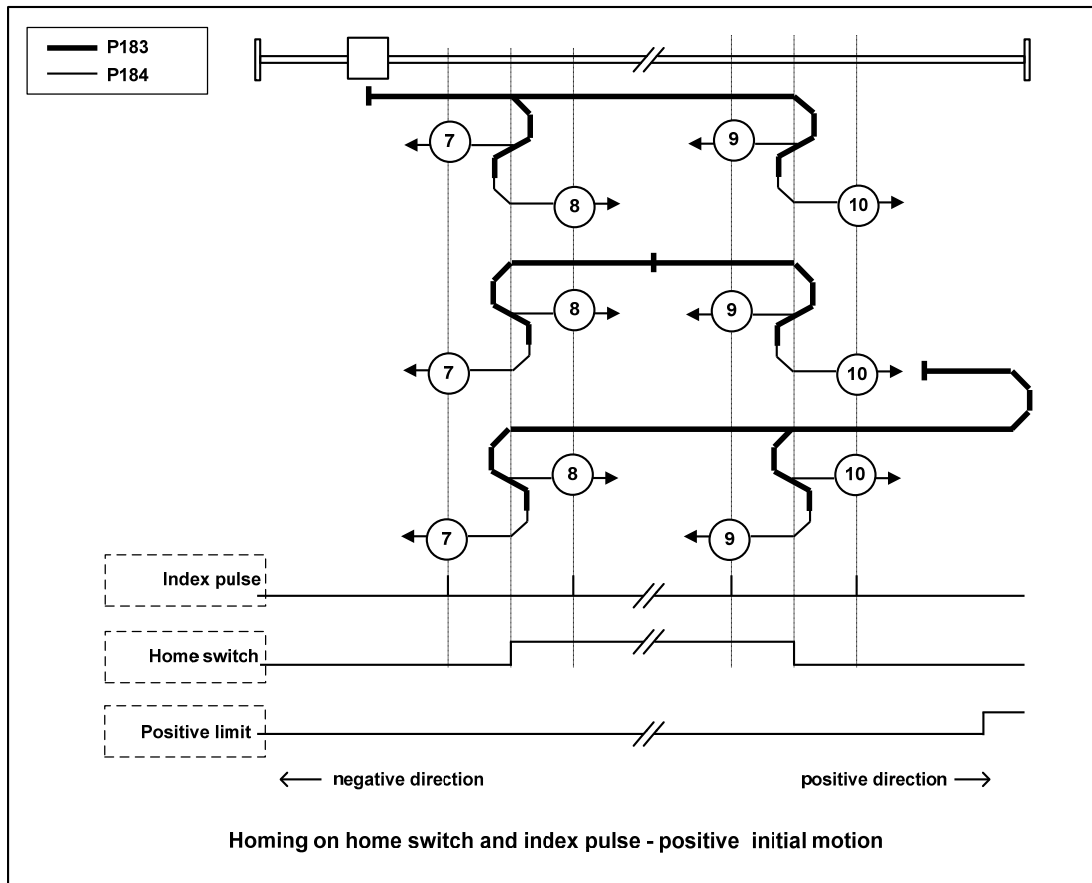 P183
P184
7
9
8
10
8
9
7
10
8
10
7
9
Index pulse
Home switch
Positive limit
negative direction
positive direction
Homing on home switch and index pulse - positive initial motion